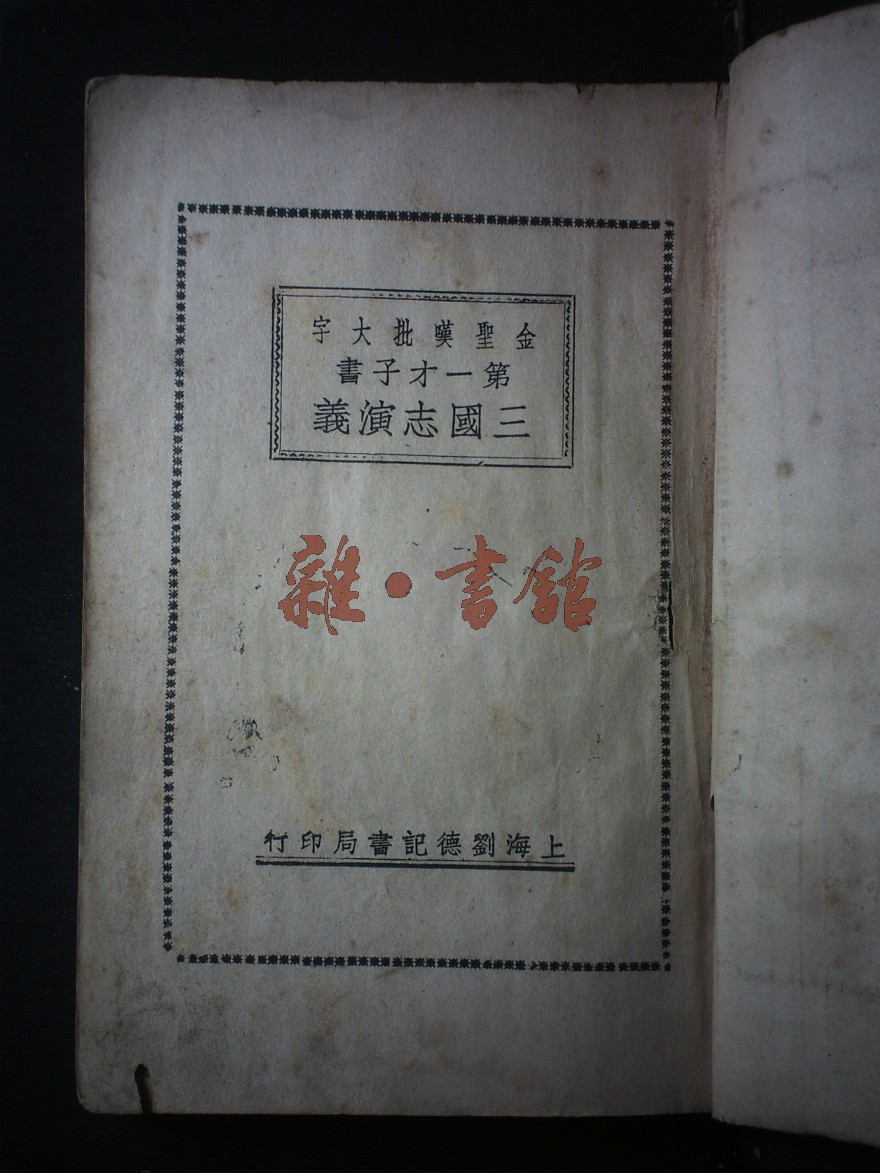 金聖嘆批大字
第一才子書
三國志演義
雜·書館
上海劉德記書局印行